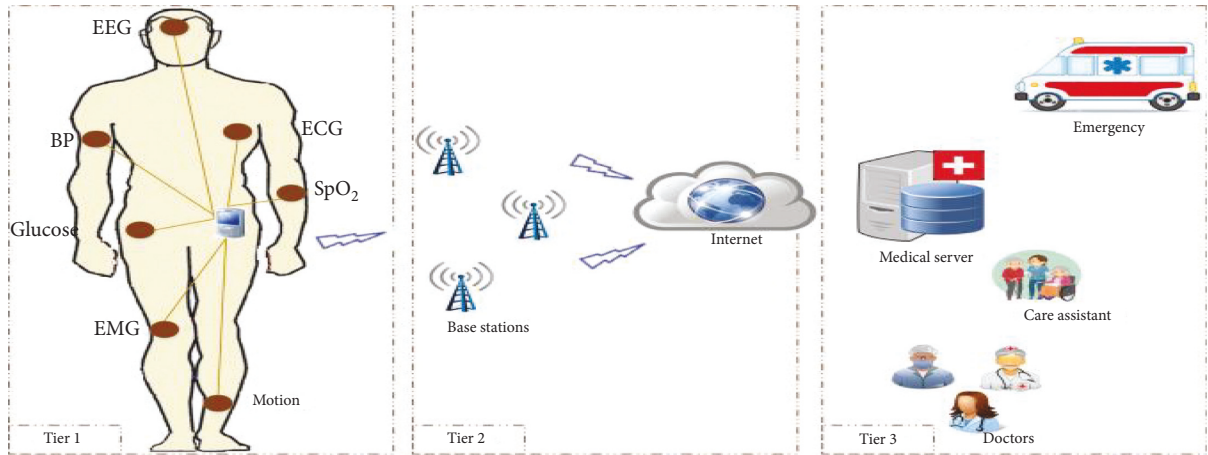 EEG
BP
ECG
SpO₂
Glucose
EMG
Motion
Tier 1
Base stations
Internet
Tier 2
Emergency
Medical server
Care assistant
Doctors
Tier 3